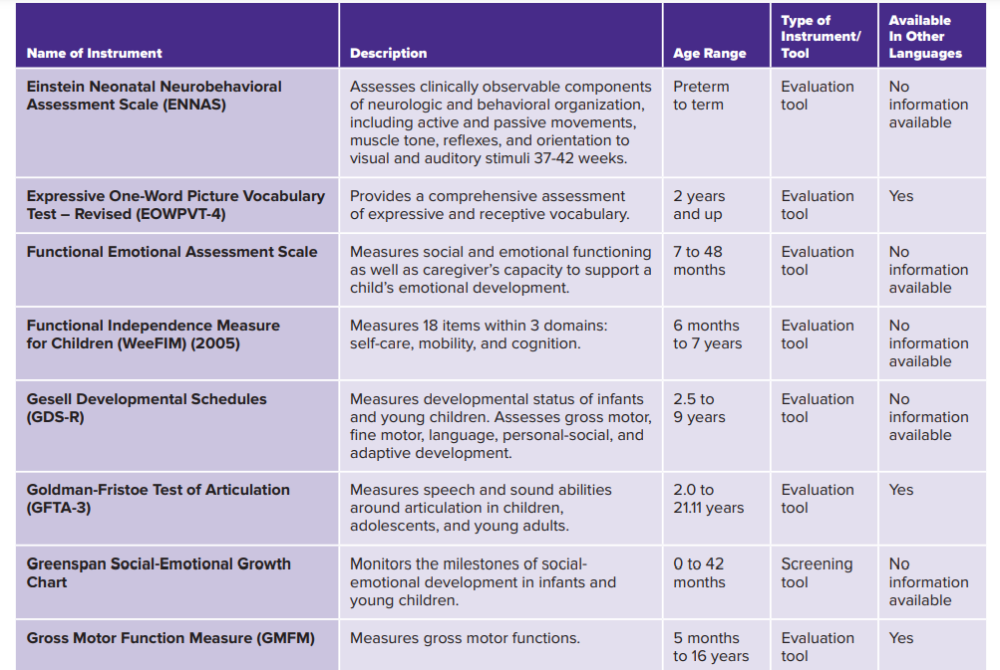 Name of Instrument
Description
Age Range
Type of
Instrument/
Tool
Available
In Other
Languages
Einstein Neonatal Neurobehavioral
Assessment Scale (ENNAS)
Assesses clinically observable components
of neurologic and behavioral organization,
including active and passive movements,
muscle tone, reflexes, and orientation to
visual and auditory stimuli 37-42 weeks.
Preterm
to term
Evaluation
tool
No
information
available
Expressive One-Word Picture Vocabulary
Test – Revised (EOWPVT-4)
Provides a comprehensive assessment
of expressive and receptive vocabulary.
2 years
and up
Evaluation
tool
Yes
Functional Emotional Assessment Scale
Measures social and emotional functioning
as well as caregiver’s capacity to support a
child’s emotional development.
7 to 48
months
Evaluation
tool
No
information
available
Functional Independence Measure
for Children (WeeFIM) (2005)
Measures 18 items within 3 domains:
self-care, mobility, and cognition.
6 months
to 7 years
Evaluation
tool
No
information
available
Gesell Developmental Schedules
(GDS-R)
Measures developmental status of infants
and young children. Assesses gross motor,
fine motor, language, personal-social, and
adaptive development.
2.5 to
9 years
Evaluation
tool
No
information
available
Goldman-Fristoe Test of Articulation
(GFTA-3)
Measures speech and sound abilities
around articulation in children,
adolescents, and young adults.
2.0 to
21.11 years
Evaluation
tool
Yes
Greenspan Social-Emotional Growth
Chart
Monitors the milestones of social-
emotional development in infants and
young children.
0 to 42
months
Screening
tool
No
information
available
Gross Motor Function Measure (GMFM)
Measures gross motor functions.
5 months
to 16 years
Evaluation
tool
Yes